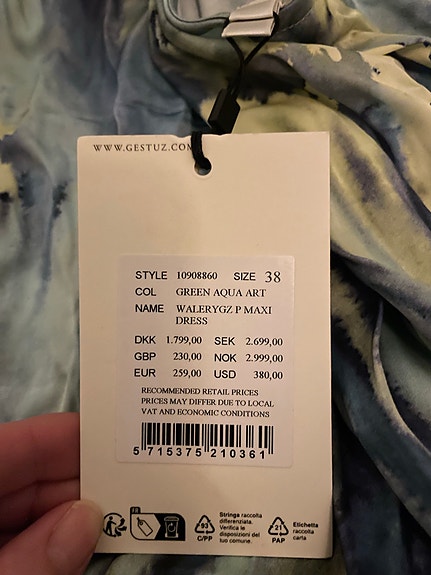 WWW.GESTUZ.COM
STYLE 10908860 SIZE 38
COL GREEN AQUA ART
NAME WALERYGZ P MAXI
DRESS
DKK 1.799,00 SEK 2.699,00
GBP 230,00 NOK 2.999,00
EUR 259,00 USD 380,00
RECOMMENDED RETAIL PRICES
PRICES MAY DIFFER DUE TO LOCAL
VAT AND ECONOMIC CONDITIONS
5 715375 210361
FR
93
C/PP
Stringa raccolta
differenziata.
Verifica le
disposizioni del
tuo comune.
21
PAP
Etichetta
raccolta
carta